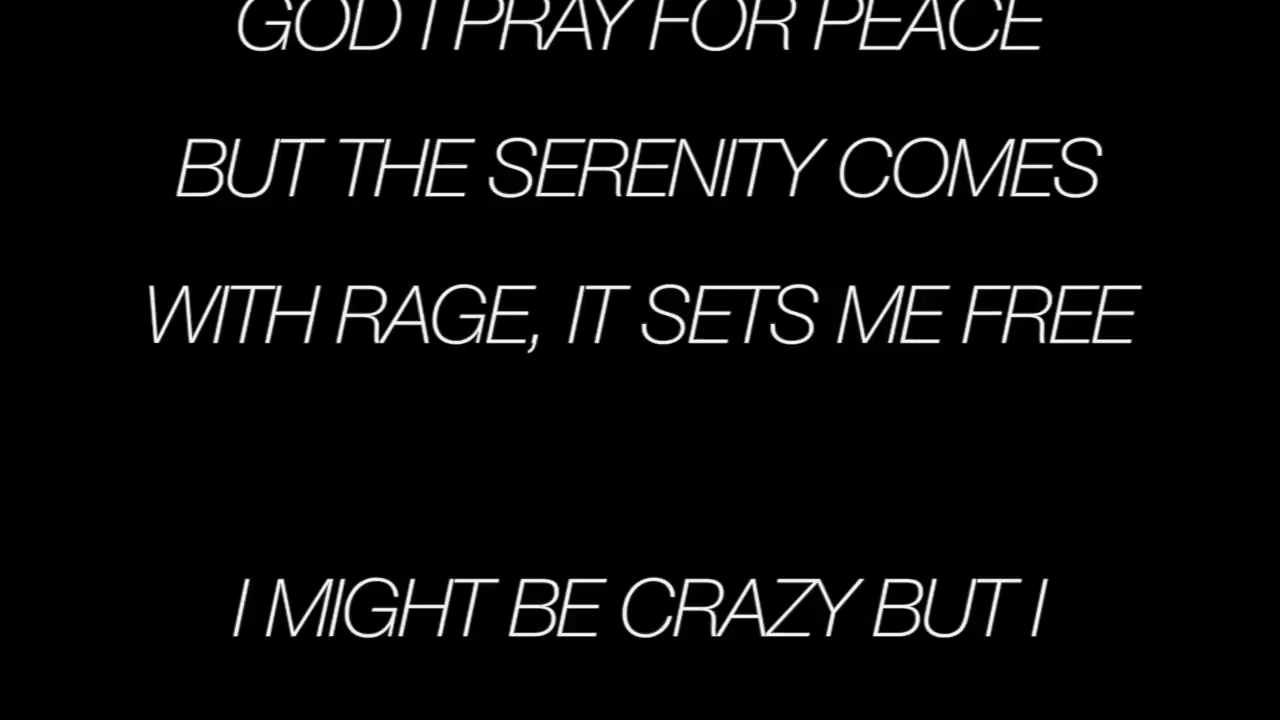 GOD I PRAY FOR PEACE
BUT THE SERENITY COMES
WITH RAGE, IT SETS ME FREE
I MIGHT BE CRAZY BUT I